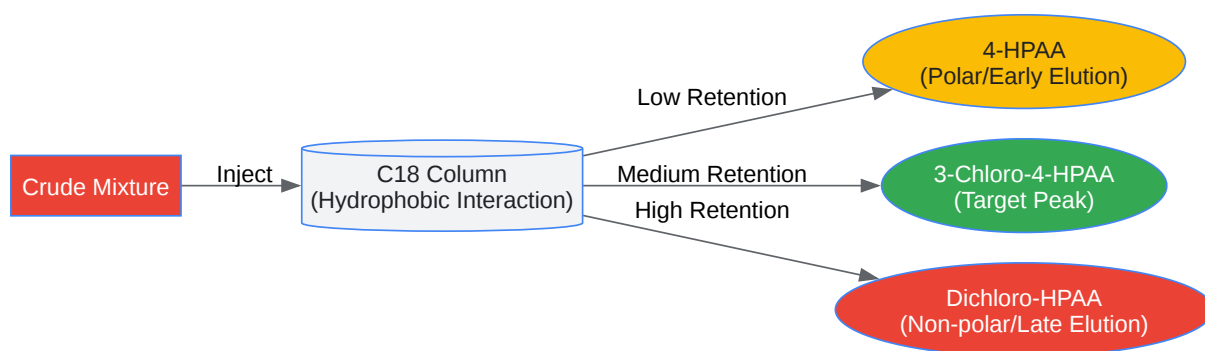 Crude Mixture
Inject
C18 Column
(Hydrophobic Interaction)
Low Retention
Medium Retention
High Retention
4-HPAA
(Polar/Early Elution)
3-Chloro-4-HPAA
(Target Peak)
Dichloro-HPAA
(Non-polar/Late Elution)